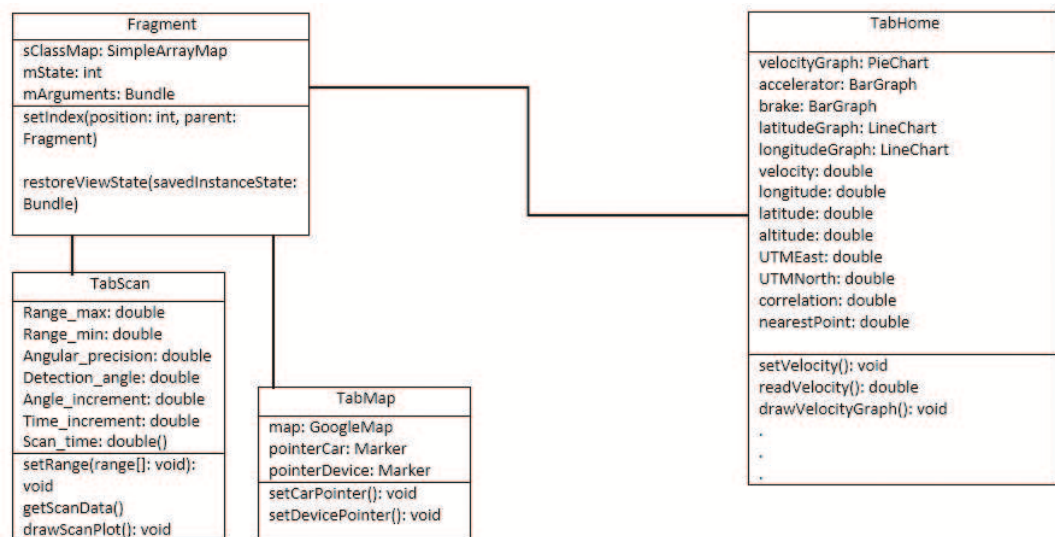 Fragment
sClassMap: SimpleArrayMap
mState: int
mArguments: Bundle
setIndex(position: int, parent:
Fragment)
restoreViewState(savedInstanceState:
Bundle)
TabScan
Range_max: double
Range_min: double
Angular_precision: double
Detection_angle: double
Angle_increment: double
Time_increment: double
Scan_time: double()
setRange(range[]: void):
void
getScanData()
drawScanPlot(): void
TabMap
map: GoogleMap
pointerCar: Marker
pointerDevice: Marker
setCarPointer(): void
setDevicePointer(): void
TabHome
velocityGraph: PieChart
accelerator: BarGraph
brake: BarGraph
latitudeGraph: LineChart
longitudeGraph: LineChart
velocity: double
longitude: double
latitude: double
altitude: double
UTMEast: double
UTMNorth: double
correlation: double
nearestPoint: double
setVelocity(): void
readVelocity(): double
drawVelocityGraph(): void
.
.
.